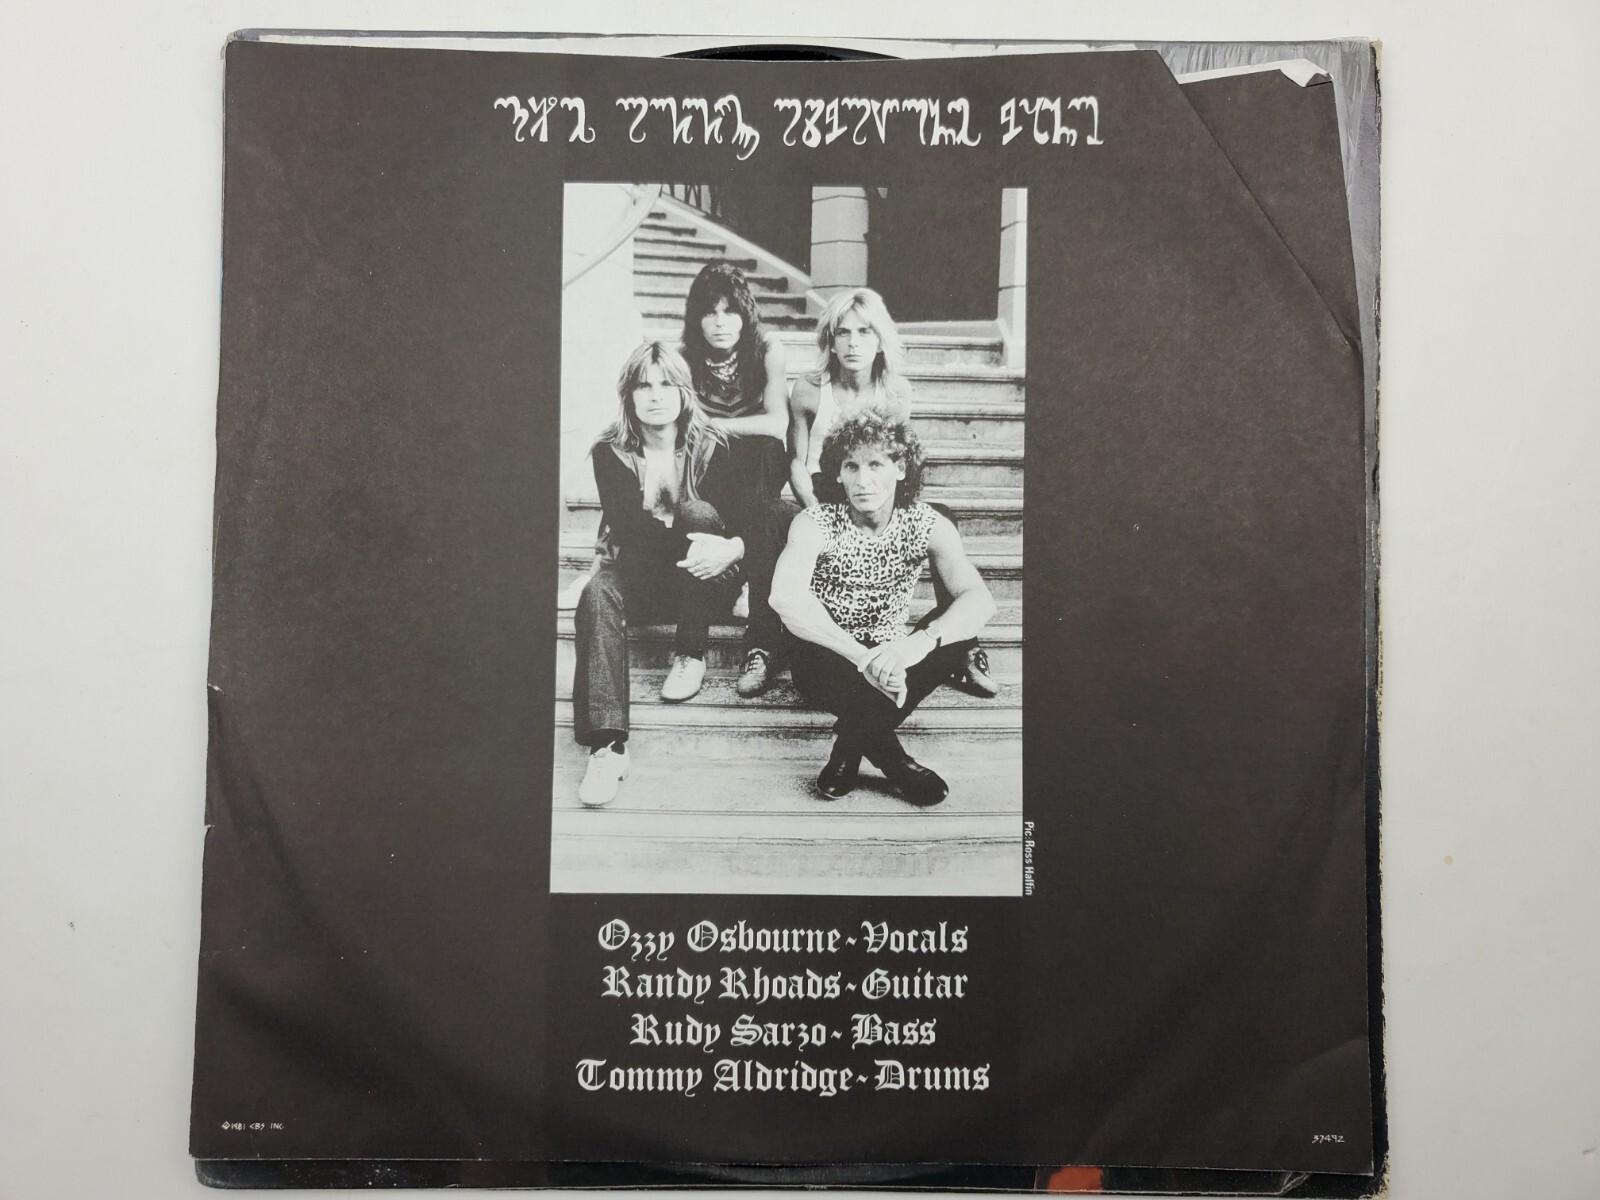 Pic: Ross Halfin
Ozzy Osbourne~Vocals
Randy Rhoads~Guitar
Rudy Sarzo~Bass
Tommy Aldridge~Drums
℗1981 CBS INC
37492